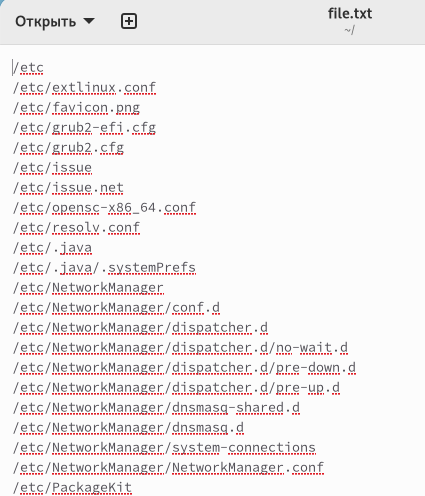 Открыть
file.txt
~/
/etc
/etc/extlinux.conf
/etc/favicon.png
/etc/grub2-efi.cfg
/etc/grub2.cfg
/etc/issue
/etc/issue.net
/etc/opensc-x86_64.conf
/etc/resolv.conf
/etc/.java
/etc/.java/.systemPrefs
/etc/NetworkManager
/etc/NetworkManager/conf.d
/etc/NetworkManager/dispatcher.d
/etc/NetworkManager/dispatcher.d/no-wait.d
/etc/NetworkManager/dispatcher.d/pre-down.d
/etc/NetworkManager/dispatcher.d/pre-up.d
/etc/NetworkManager/dnsmasq-shared.d
/etc/NetworkManager/dnsmasq.d
/etc/NetworkManager/system-connections
/etc/NetworkManager/NetworkManager.conf
/etc/PackageKit